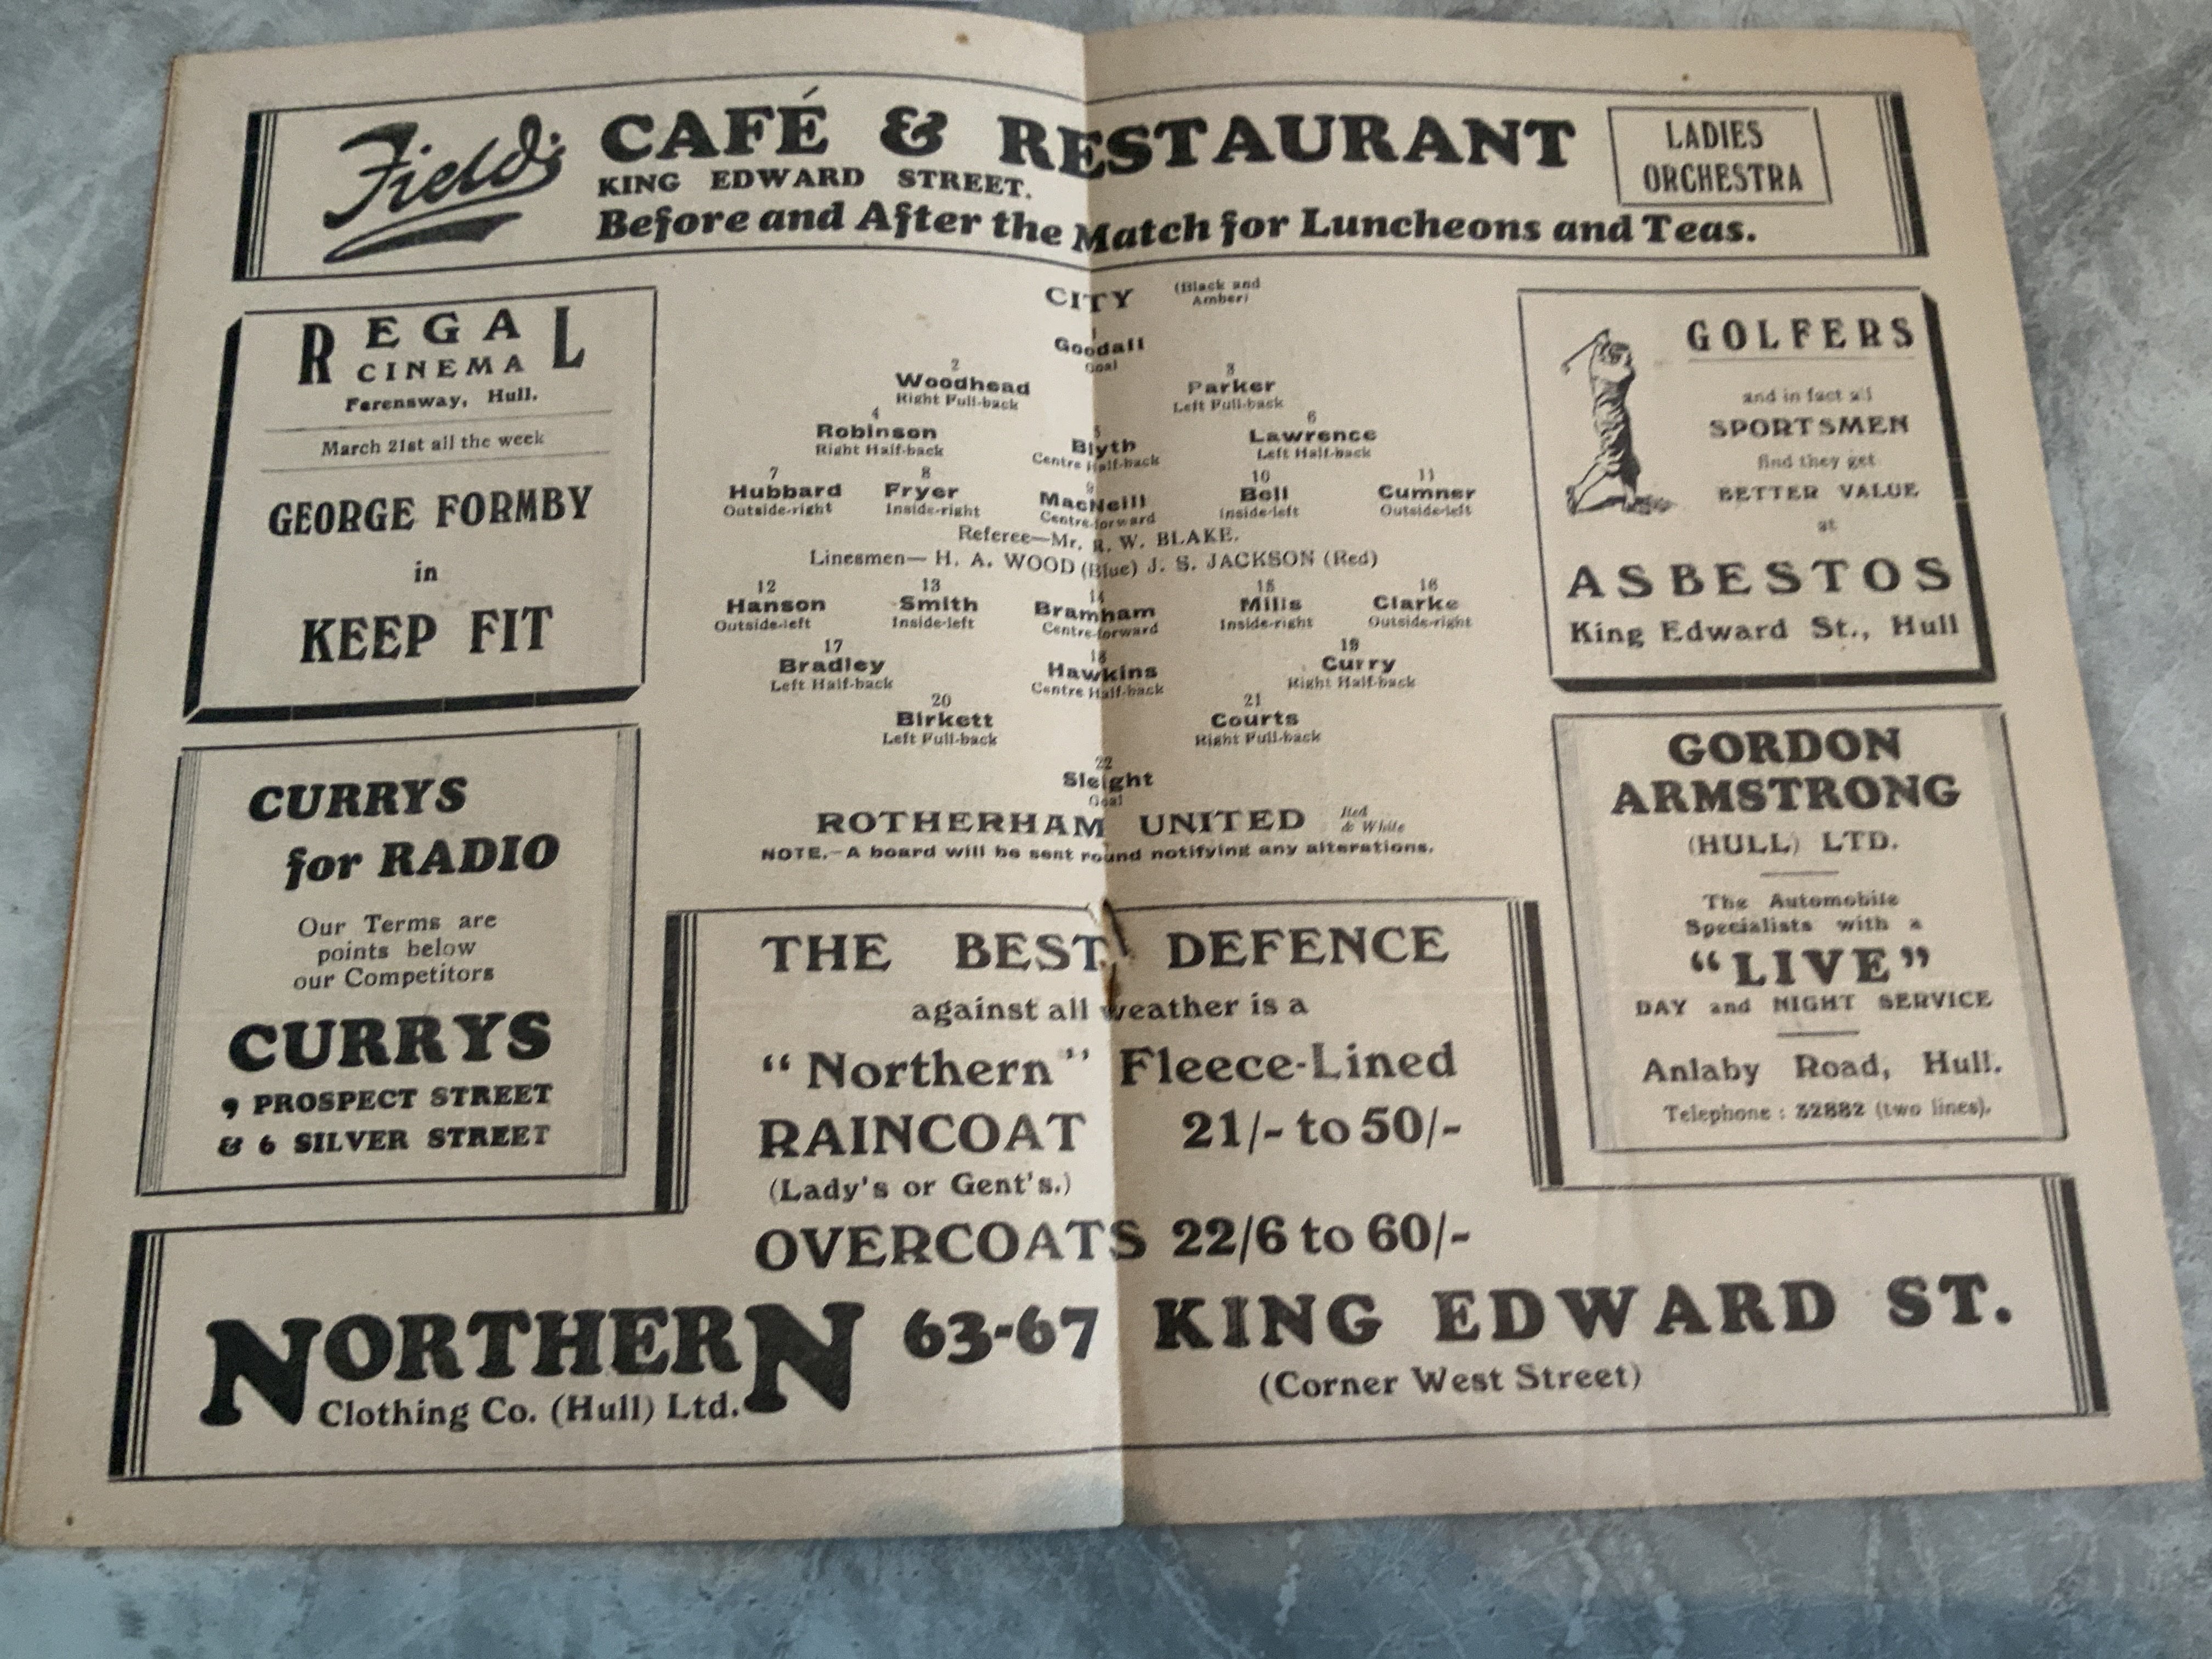 Field's CAFÉ & RESTAURANT
KING EDWARD STREET.
Before and After the Match for Luncheons and Teas.
LADIES
ORCHESTRA
REGAL
CINEMA
Ferensway, Hull.
March 21st all the week
GEORGE FORMBY
in
KEEP FIT
CURRYS
for RADIO
Our Terms are
points below
our Competitors
CURRYS
9 PROSPECT STREET
& 6 SILVER STREET
CITY (Black and
Amber)
1
Goodall
Goal
2 3
Woodhead Parker
Right Full-back Left Full-back
4 5 6
Robinson Blyth Lawrence
Right Half-back Centre Half-back Left Half-back
7 8 9 10 11
Hubbard Fryer MacNeill Bell Cumner
Outside-right Inside-right Centre-forward Inside-left Outside-left
Referee—Mr. R. W. BLAKE.
Linesmen— H. A. WOOD (Blue) J. S. JACKSON (Red)
12 13 14 15 16
Hanson Smith Bramham Mills Clarke
Outside-left Inside-left Centre-forward Inside-right Outside-right
17 18 19
Bradley Hawkins Curry
Left Half-back Centre Half-back Right Half-back
20 21
Birkett Courts
Left Full-back Right Full-back
22
Sleight
Goal
ROTHERHAM UNITED Red
& White
NOTE.—A board will be sent round notifying any alterations.
GOLFERS
and in fact all
SPORTSMEN
find they get
BETTER VALUE
at
ASBESTOS
King Edward St., Hull
GORDON
ARMSTRONG
(HULL) LTD.
The Automobile
Specialists with a
"LIVE"
DAY and NIGHT SERVICE
Anlaby Road, Hull.
Telephone : 32882 (two lines).
THE BEST DEFENCE
against all weather is a
"Northern" Fleece-Lined
RAINCOAT 21/- to 50/-
(Lady's or Gent's.)
OVERCOATS 22/6 to 60/-
NORTHERN 63-67 KING EDWARD ST.
Clothing Co. (Hull) Ltd. (Corner West Street)